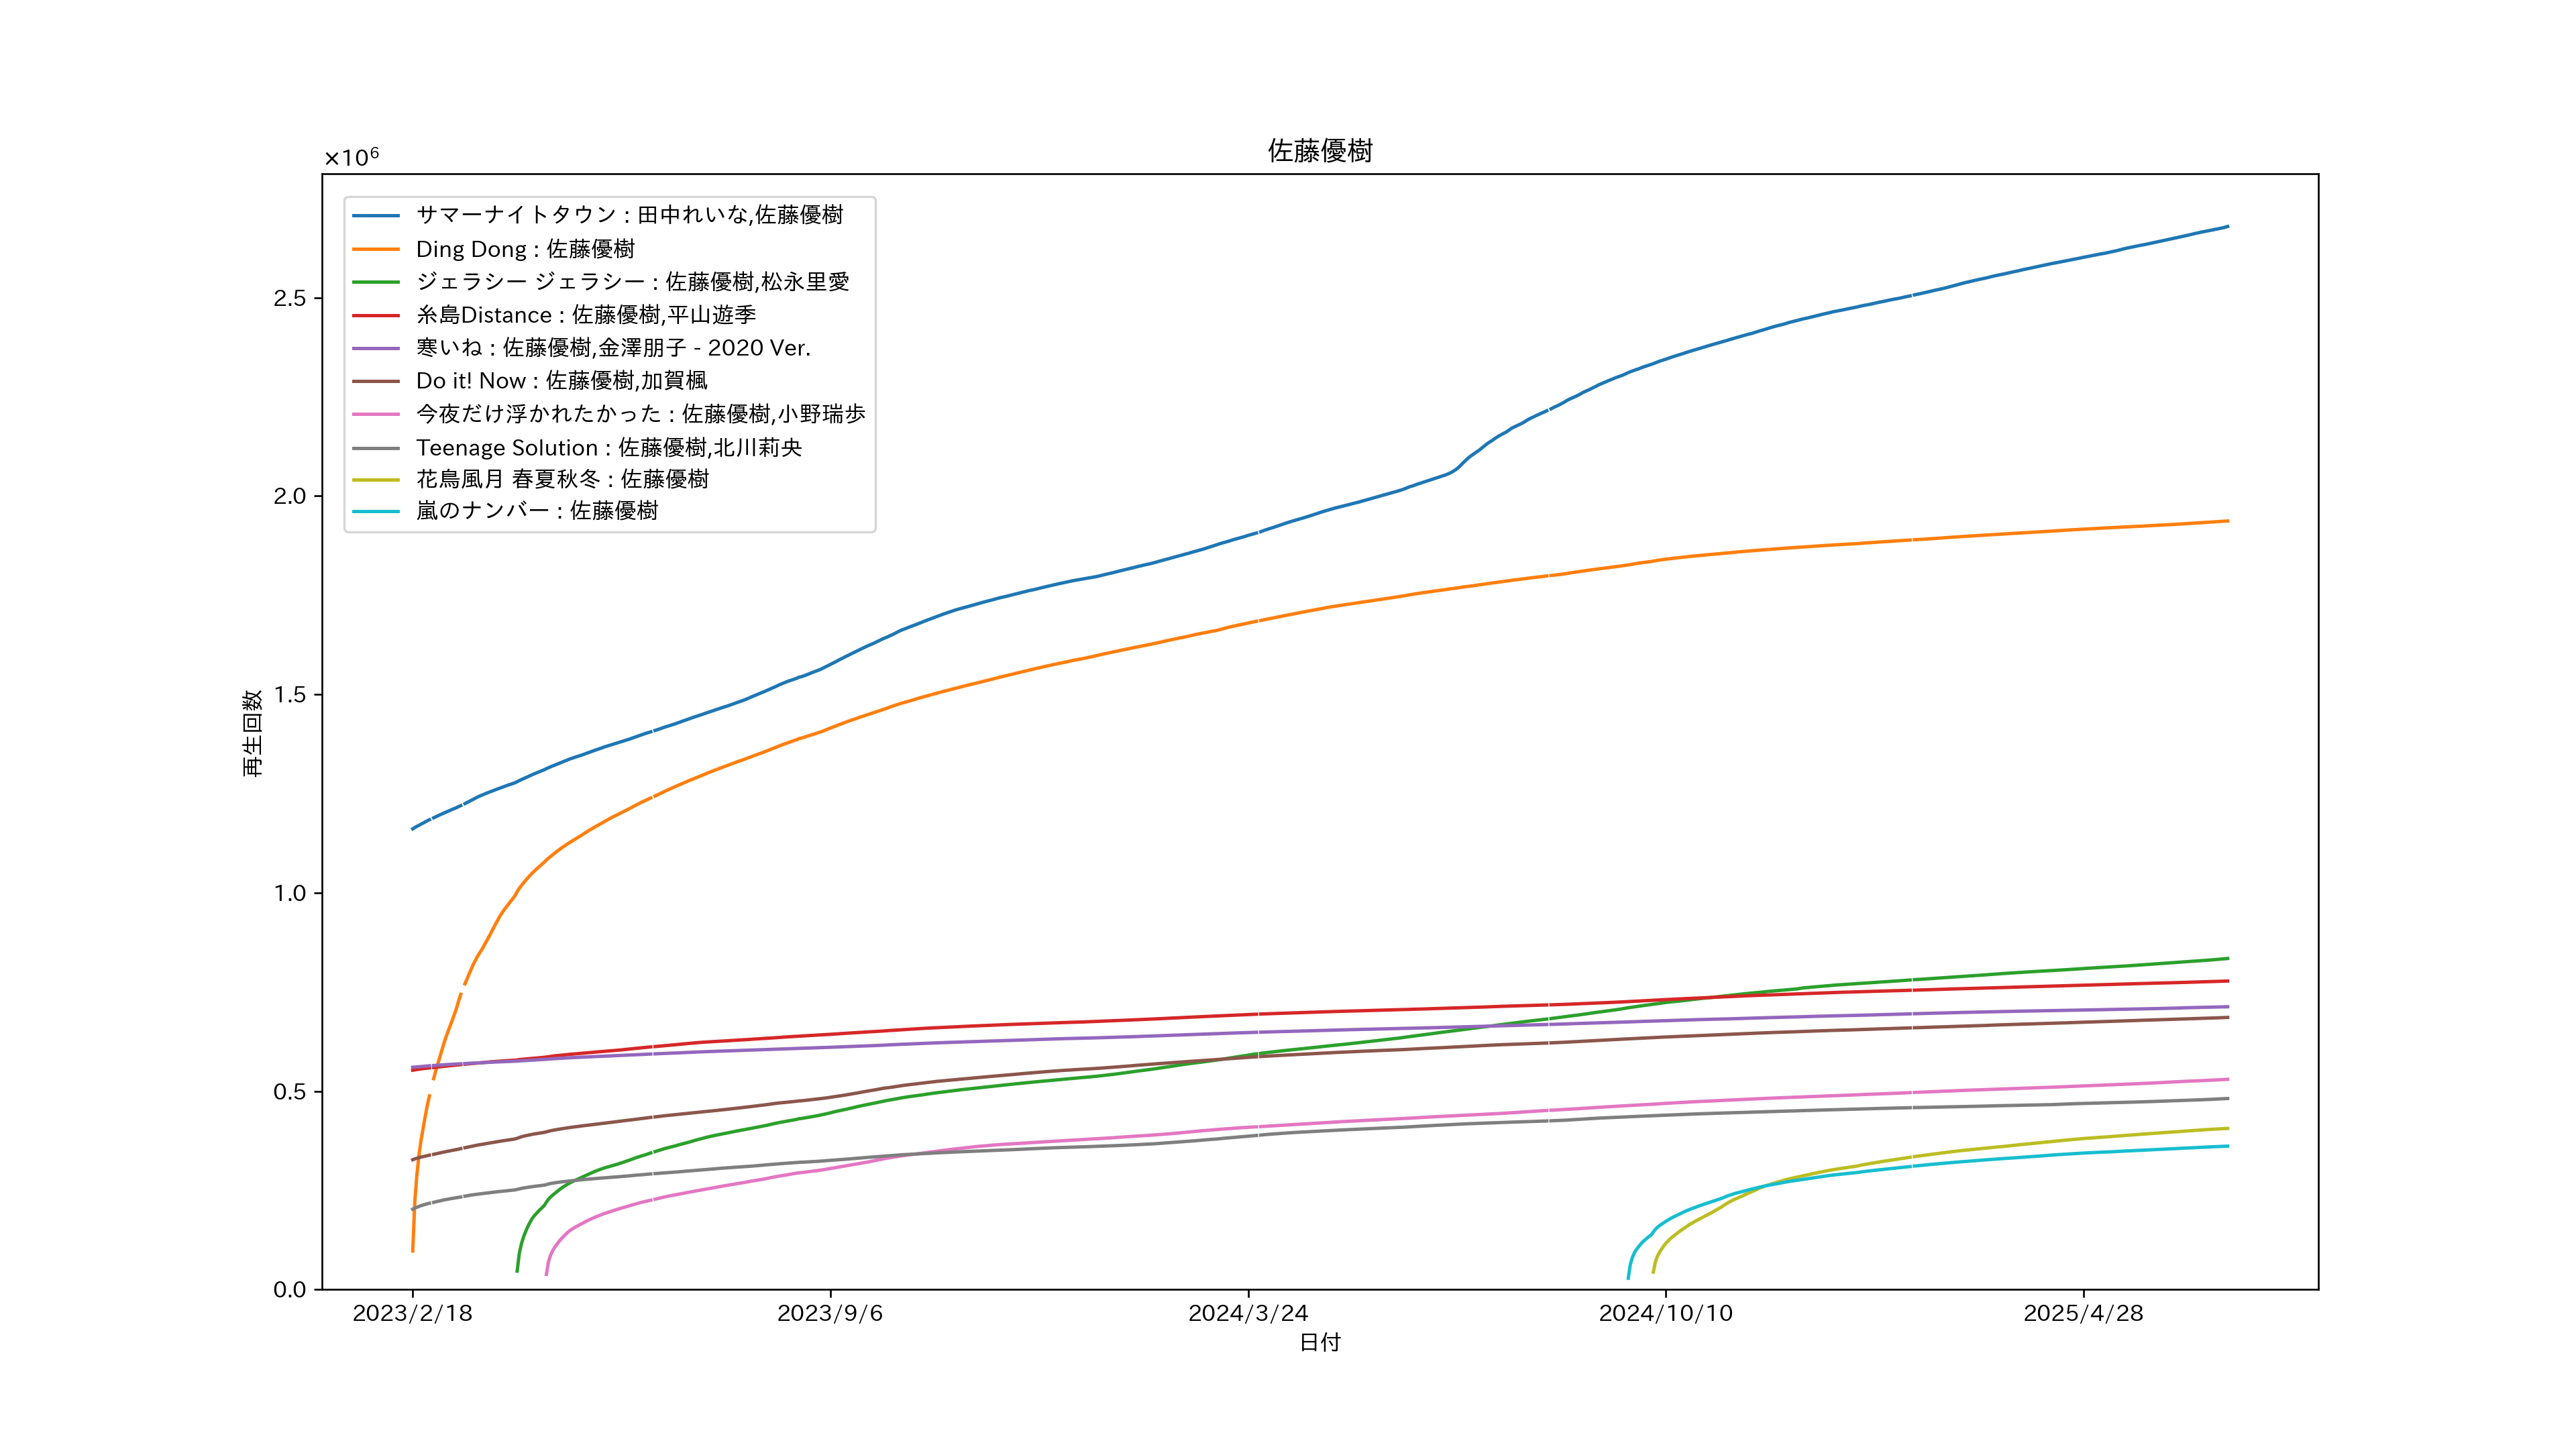 佐藤優樹
×10⁶
サマーナイトタウン : 田中れいな,佐藤優樹
Ding Dong : 佐藤優樹
ジェラシー ジェラシー : 佐藤優樹,松永里愛
糸島Distance : 佐藤優樹,平山遊季
寒いね : 佐藤優樹,金澤朋子 - 2020 Ver.
Do it! Now : 佐藤優樹,加賀楓
今夜だけ浮かれたかった : 佐藤優樹,小野瑞歩
Teenage Solution : 佐藤優樹,北川莉央
花鳥風月 春夏秋冬 : 佐藤優樹
嵐のナンバー : 佐藤優樹
2.5
2.0
1.5
1.0
0.5
0.0
再生回数
2023/2/18
2023/9/6
2024/3/24
2024/10/10
2025/4/28
日付